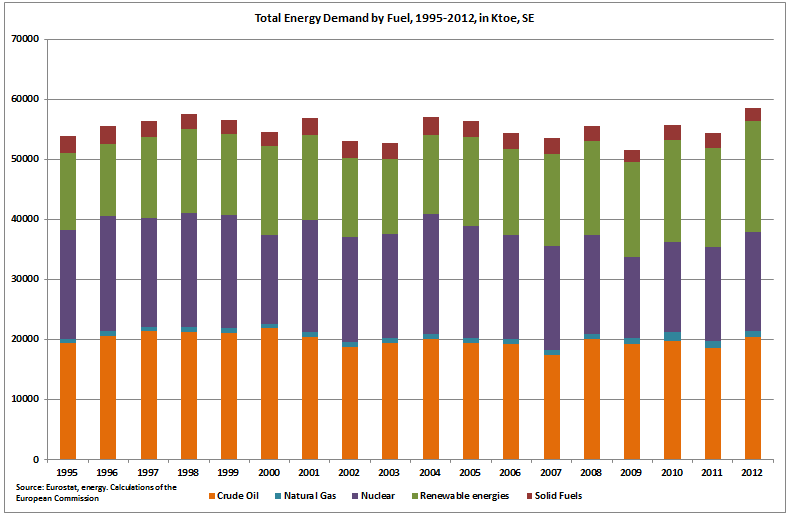 Total Energy Demand by Fuel, 1995-2012, in Ktoe, SE
70000
60000
50000
40000
30000
20000
10000
0
1995 1996 1997 1998 1999 2000 2001 2002 2003 2004 2005 2006 2007 2008 2009 2010 2011 2012
Source: Eurostat, energy. Calculations of the
European Commission
Crude Oil Natural Gas Nuclear Renewable energies Solid Fuels